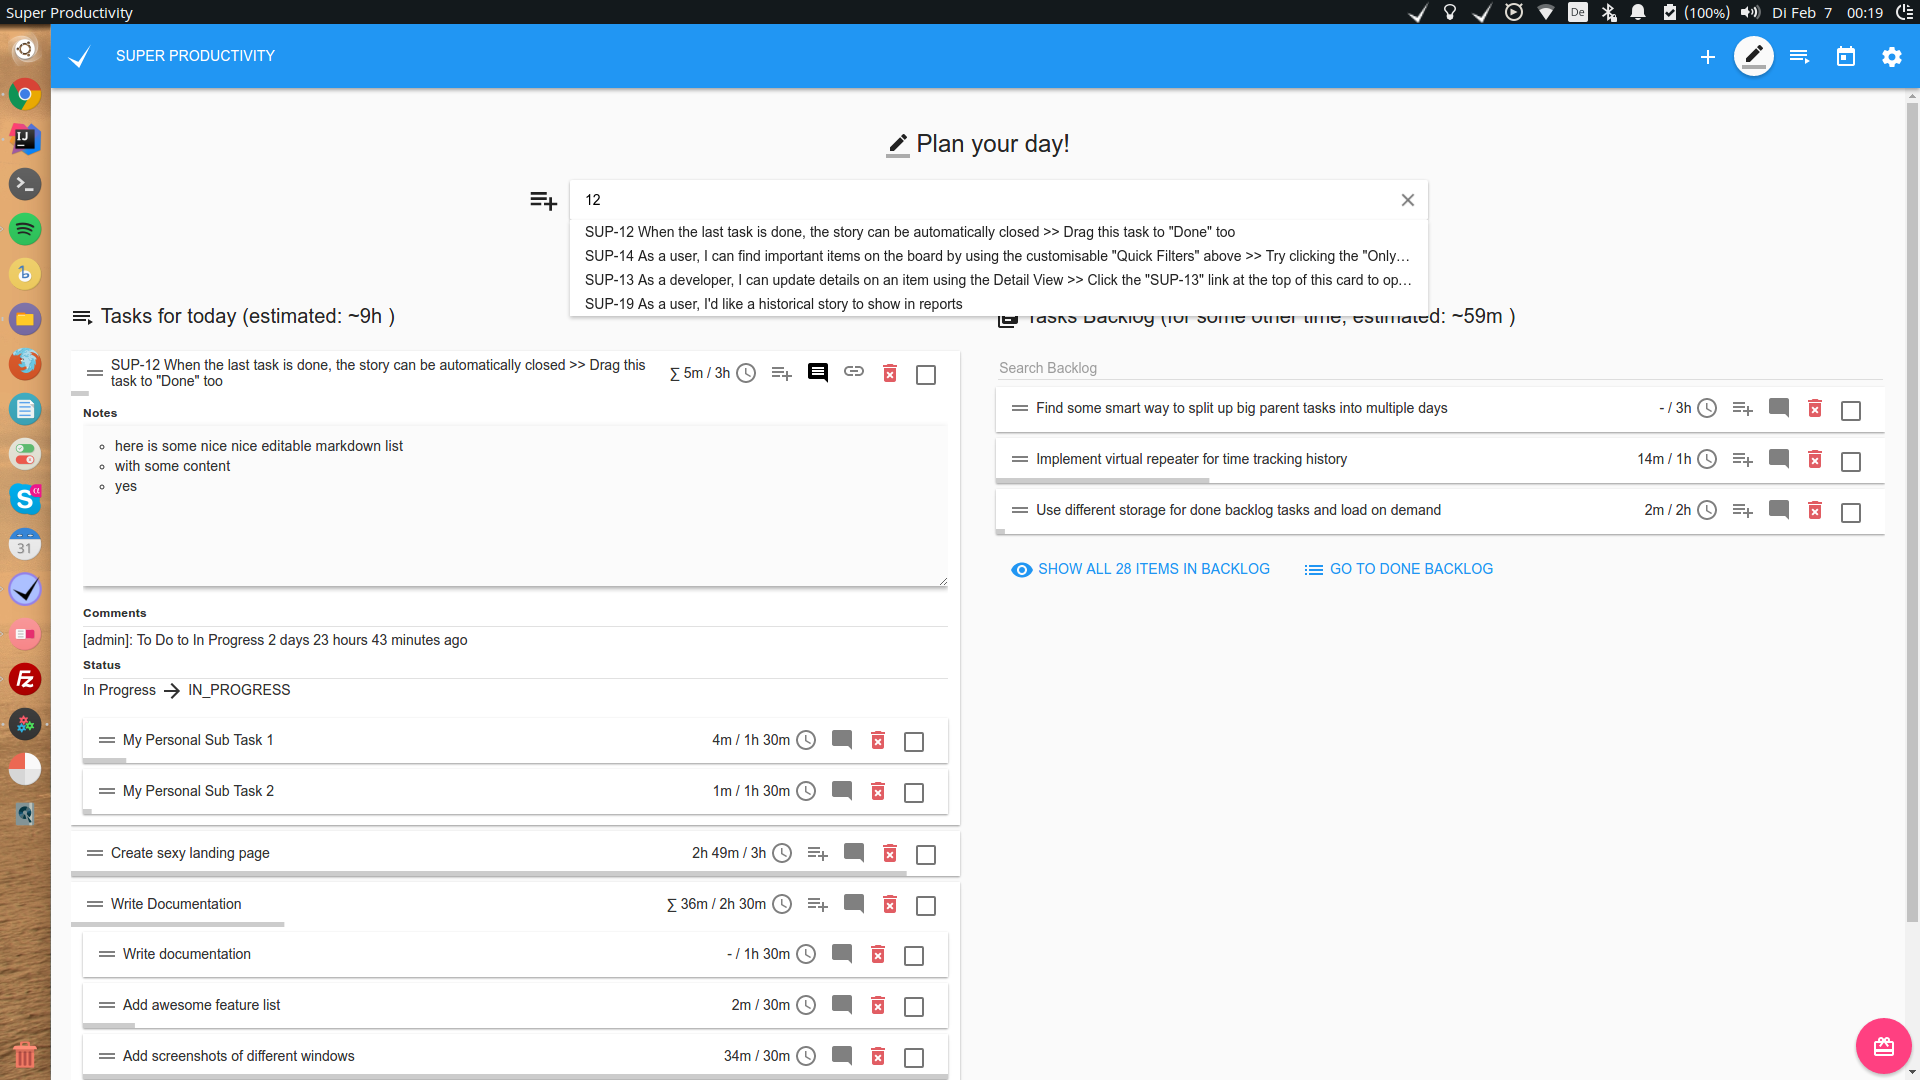 Super Productivity
De
(100%)
Di Feb 7
00:19
SUPER PRODUCTIVITY
Plan your day!
12
SUP-12 When the last task is done, the story can be automatically closed >> Drag this task to "Done" too
SUP-14 As a user, I can find important items on the board by using the customisable "Quick Filters" above >> Try clicking the "Only...
SUP-13 As a developer, I can update details on an item using the Detail View >> Click the "SUP-13" link at the top of this card to op...
SUP-19 As a user, I'd like a historical story to show in reports
Tasks for today (estimated: ~9h )
SUP-12 When the last task is done, the story can be automatically closed >> Drag this
task to "Done" too
∑ 5m / 3h
Notes
here is some nice nice editable markdown list
with some content
yes
Comments
[admin]: To Do to In Progress 2 days 23 hours 43 minutes ago
Status
In Progress → IN_PROGRESS
My Personal Sub Task 1
4m / 1h 30m
My Personal Sub Task 2
1m / 1h 30m
Create sexy landing page
2h 49m / 3h
Write Documentation
∑ 36m / 2h 30m
Write documentation
- / 1h 30m
Add awesome feature list
2m / 30m
Add screenshots of different windows
34m / 30m
Tasks Backlog (for some other time, estimated: ~59m )
Search Backlog
Find some smart way to split up big parent tasks into multiple days
- / 3h
Implement virtual repeater for time tracking history
14m / 1h
Use different storage for done backlog tasks and load on demand
2m / 2h
SHOW ALL 28 ITEMS IN BACKLOG
GO TO DONE BACKLOG
IJ
b
S
α
31
Fz